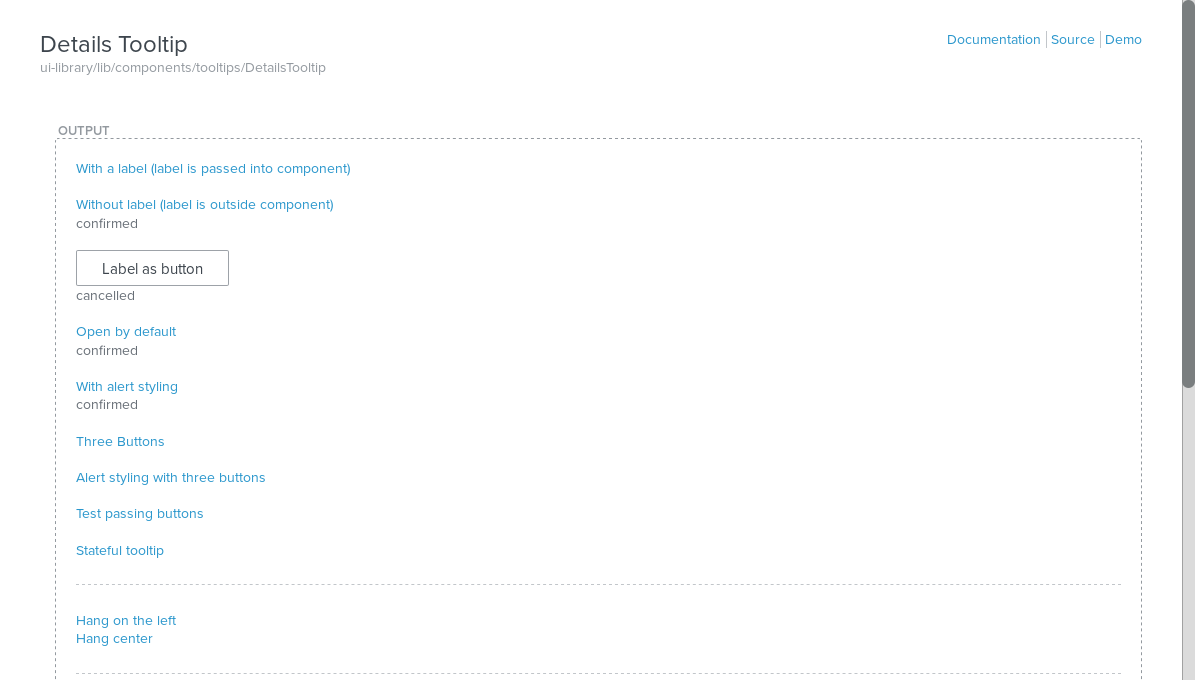 Details Tooltip
ui-library/lib/components/tooltips/DetailsTooltip
Documentation
Source
Demo
OUTPUT
With a label (label is passed into component)
Without label (label is outside component)
confirmed
Label as button
cancelled
Open by default
confirmed
With alert styling
confirmed
Three Buttons
Alert styling with three buttons
Test passing buttons
Stateful tooltip
Hang on the left
Hang center